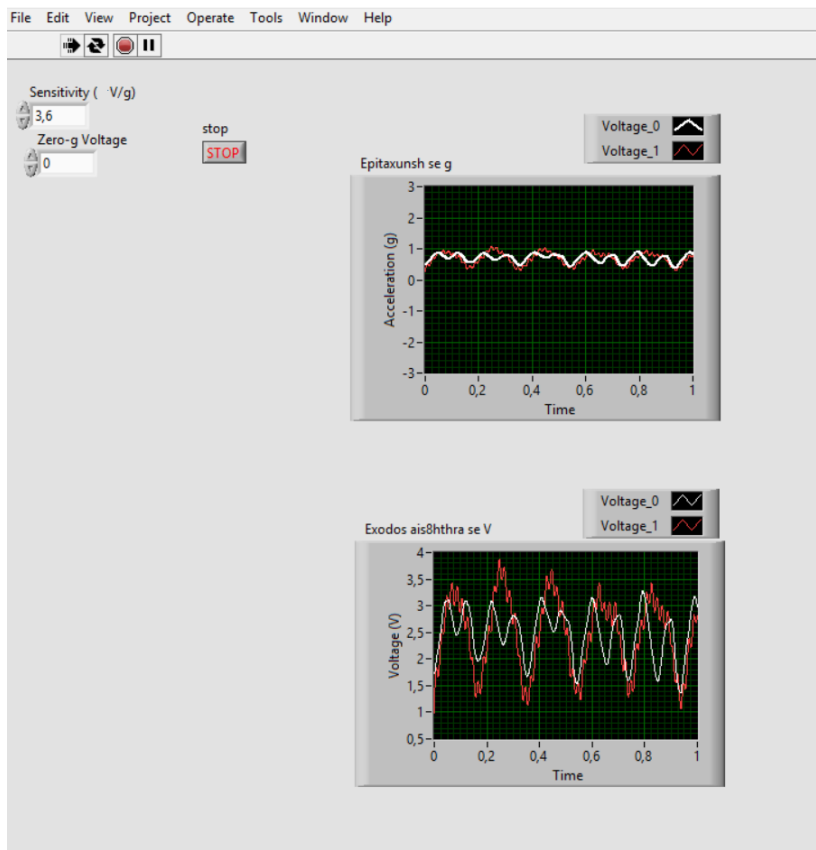 File Edit View Project Operate Tools Window Help
Sensitivity ( V/g)
3,6
Zero-g Voltage
0
stop
STOP
Voltage_0
Voltage_1
Epitaxunsh se g
3
2
1
0
-1
-2
-3
Acceleration (g)
0 0,2 0,4 0,6 0,8 1
Time
Voltage_0
Voltage_1
Exodos ais8hthra se V
4
3,5
3
2,5
2
1,5
1
0,5
Voltage (V)
0 0,2 0,4 0,6 0,8 1
Time